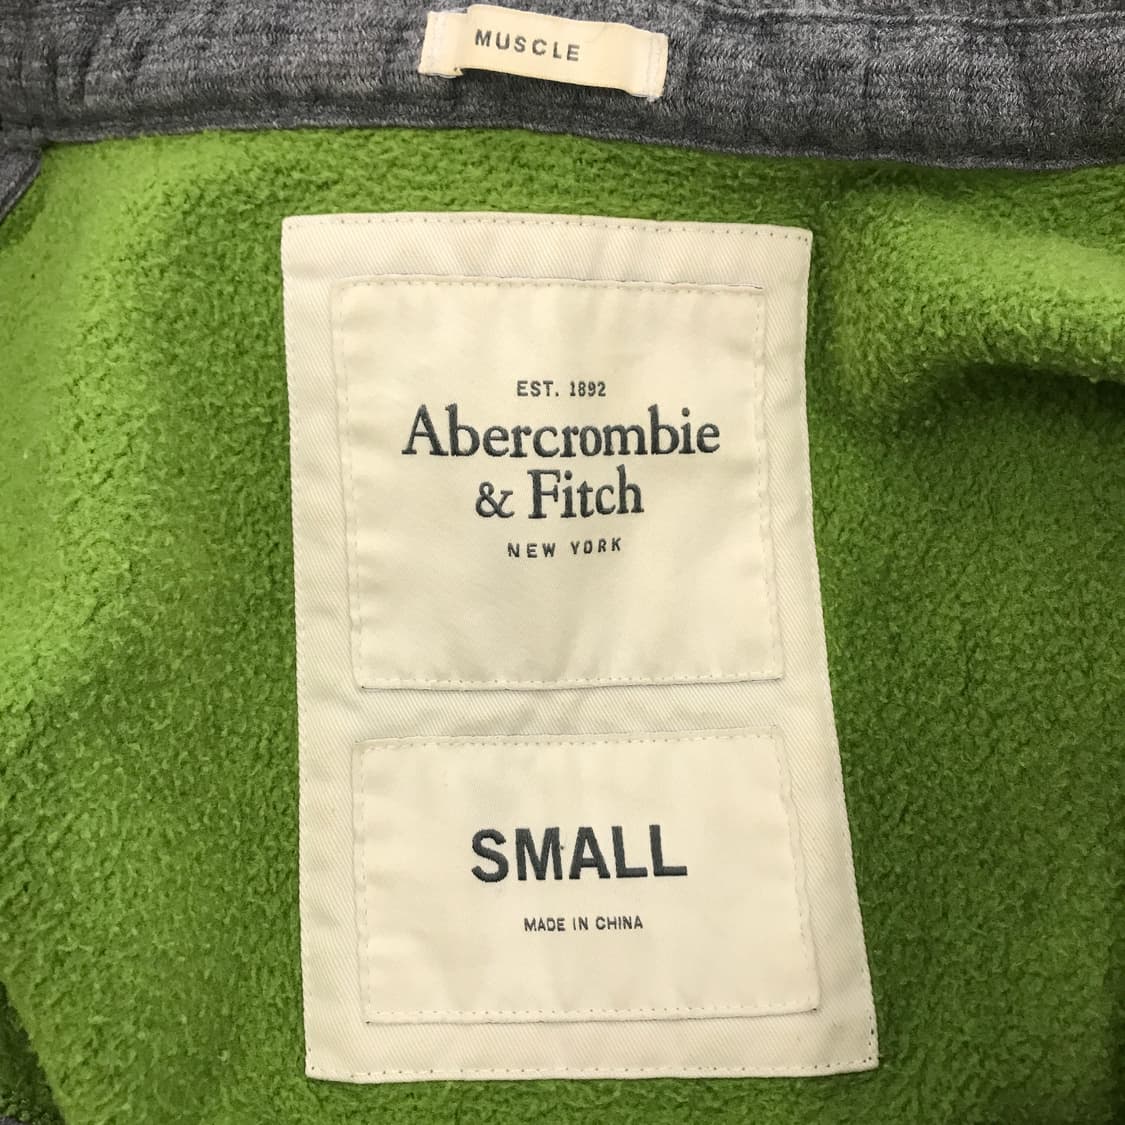 MUSCLE
EST. 1892
Abercrombie
& Fitch
NEW YORK
SMALL
MADE IN CHINA